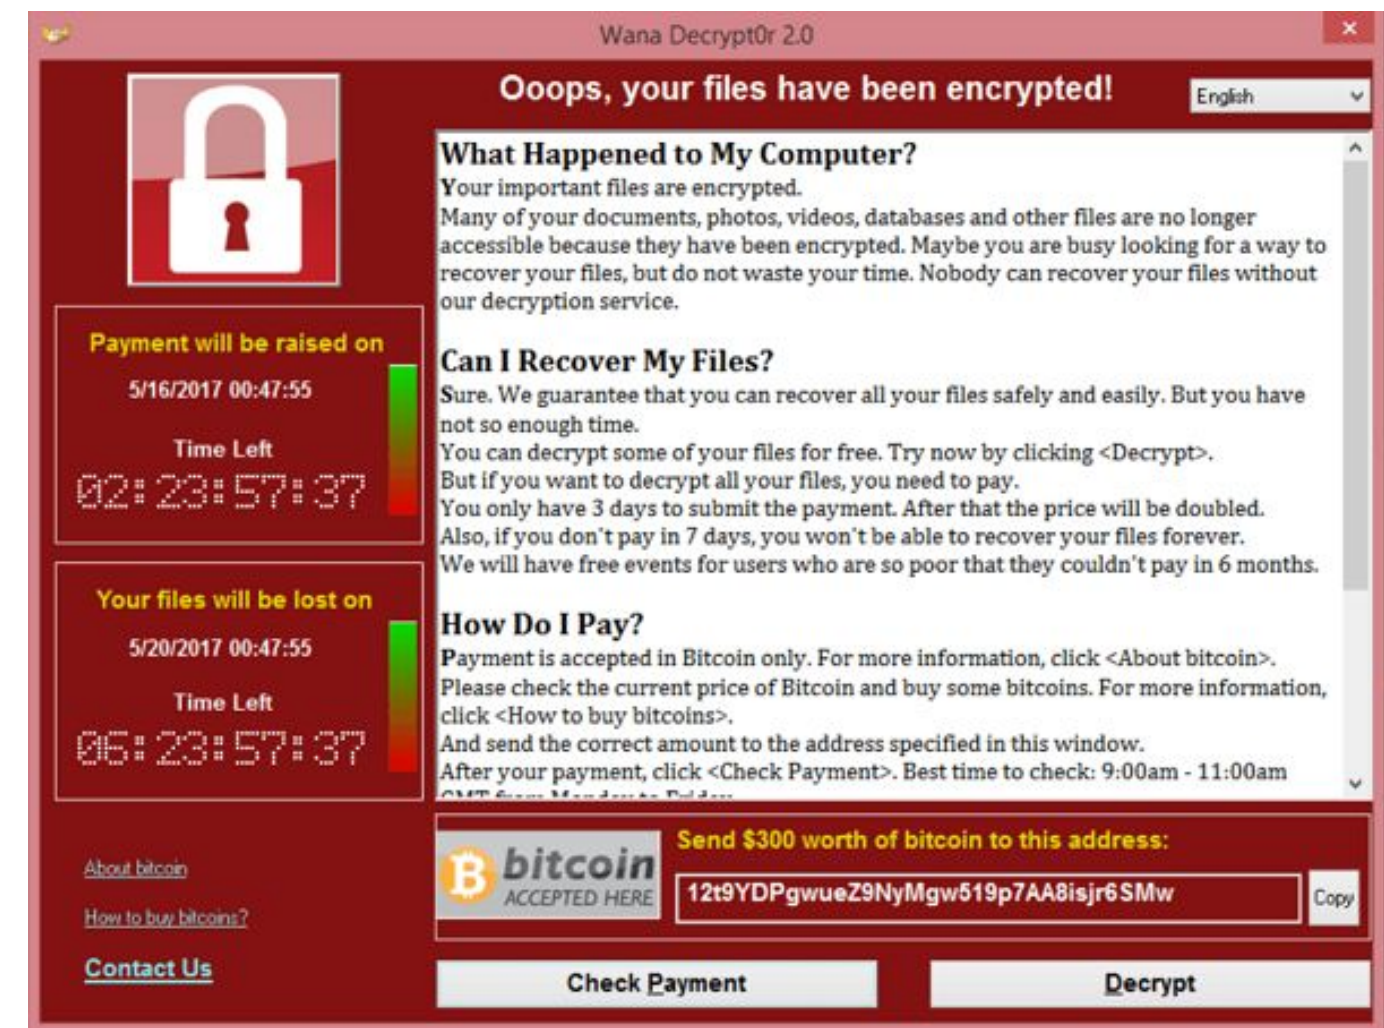 Wana Decrypt0r 2.0
Ooops, your files have been encrypted!
English
Payment will be raised on
5/16/2017 00:47:55
Time Left
02:23:57:37
Your files will be lost on
5/20/2017 00:47:55
Time Left
06:23:57:37
About bitcoin
How to buy bitcoins?
Contact Us
What Happened to My Computer?
Your important files are encrypted.
Many of your documents, photos, videos, databases and other files are no longer
accessible because they have been encrypted. Maybe you are busy looking for a way to
recover your files, but do not waste your time. Nobody can recover your files without
our decryption service.
Can I Recover My Files?
Sure. We guarantee that you can recover all your files safely and easily. But you have
not so enough time.
You can decrypt some of your files for free. Try now by clicking <Decrypt>.
But if you want to decrypt all your files, you need to pay.
You only have 3 days to submit the payment. After that the price will be doubled.
Also, if you don't pay in 7 days, you won't be able to recover your files forever.
We will have free events for users who are so poor that they couldn't pay in 6 months.
How Do I Pay?
Payment is accepted in Bitcoin only. For more information, click <About bitcoin>.
Please check the current price of Bitcoin and buy some bitcoins. For more information,
click <How to buy bitcoins>.
And send the correct amount to the address specified in this window.
After your payment, click <Check Payment>. Best time to check: 9:00am - 11:00am
GMT from Monday to Friday
bitcoin
ACCEPTED HERE
Send $300 worth of bitcoin to this address:
12t9YDPgwueZ9NyMgw519p7AA8isjr6SMw
Copy
Check Payment
Decrypt